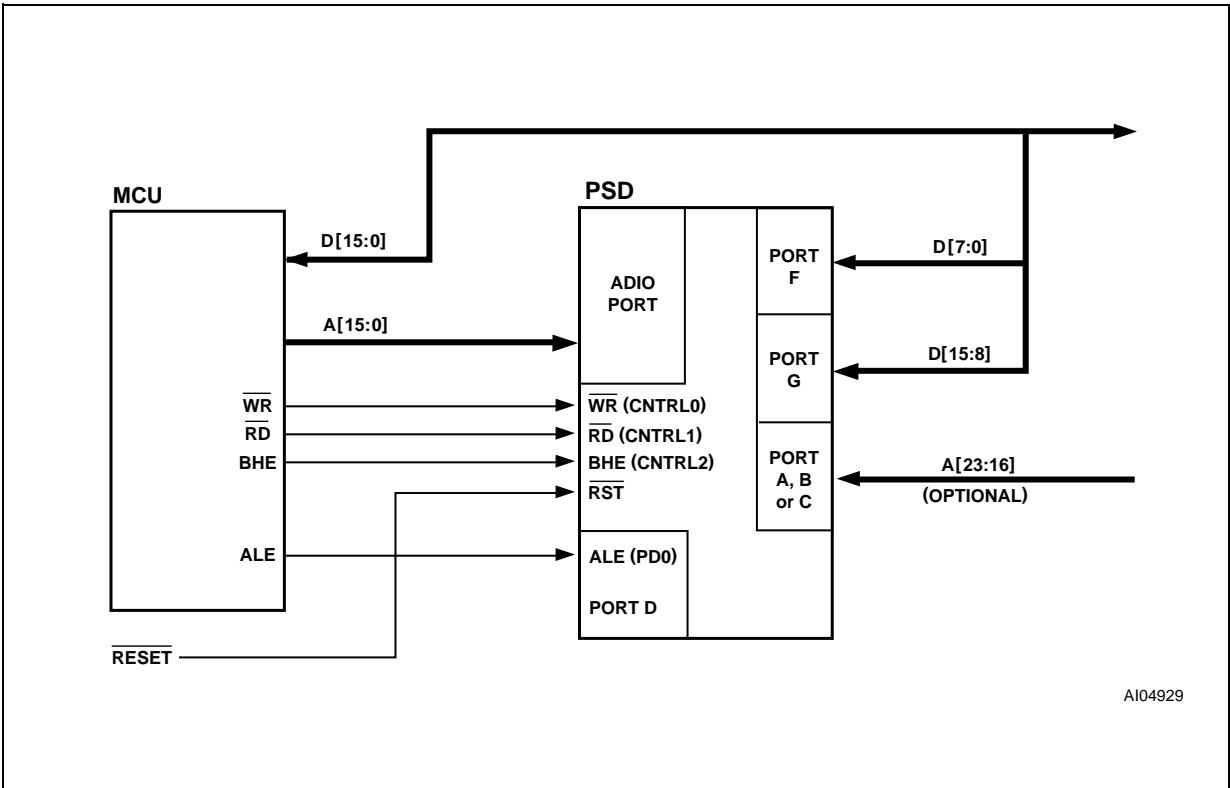 MCU
PSD
D[15:0]
D[7:0]
PORT
F
ADIO
PORT
A[15:0]
D[15:8]
PORT
G
WR
WR (CNTRL0)
RD
RD (CNTRL1)
BHE
BHE (CNTRL2)
PORT
A, B
or C
A[23:16]
(OPTIONAL)
RST
ALE
ALE (PD0)
PORT D
RESET
AI04929